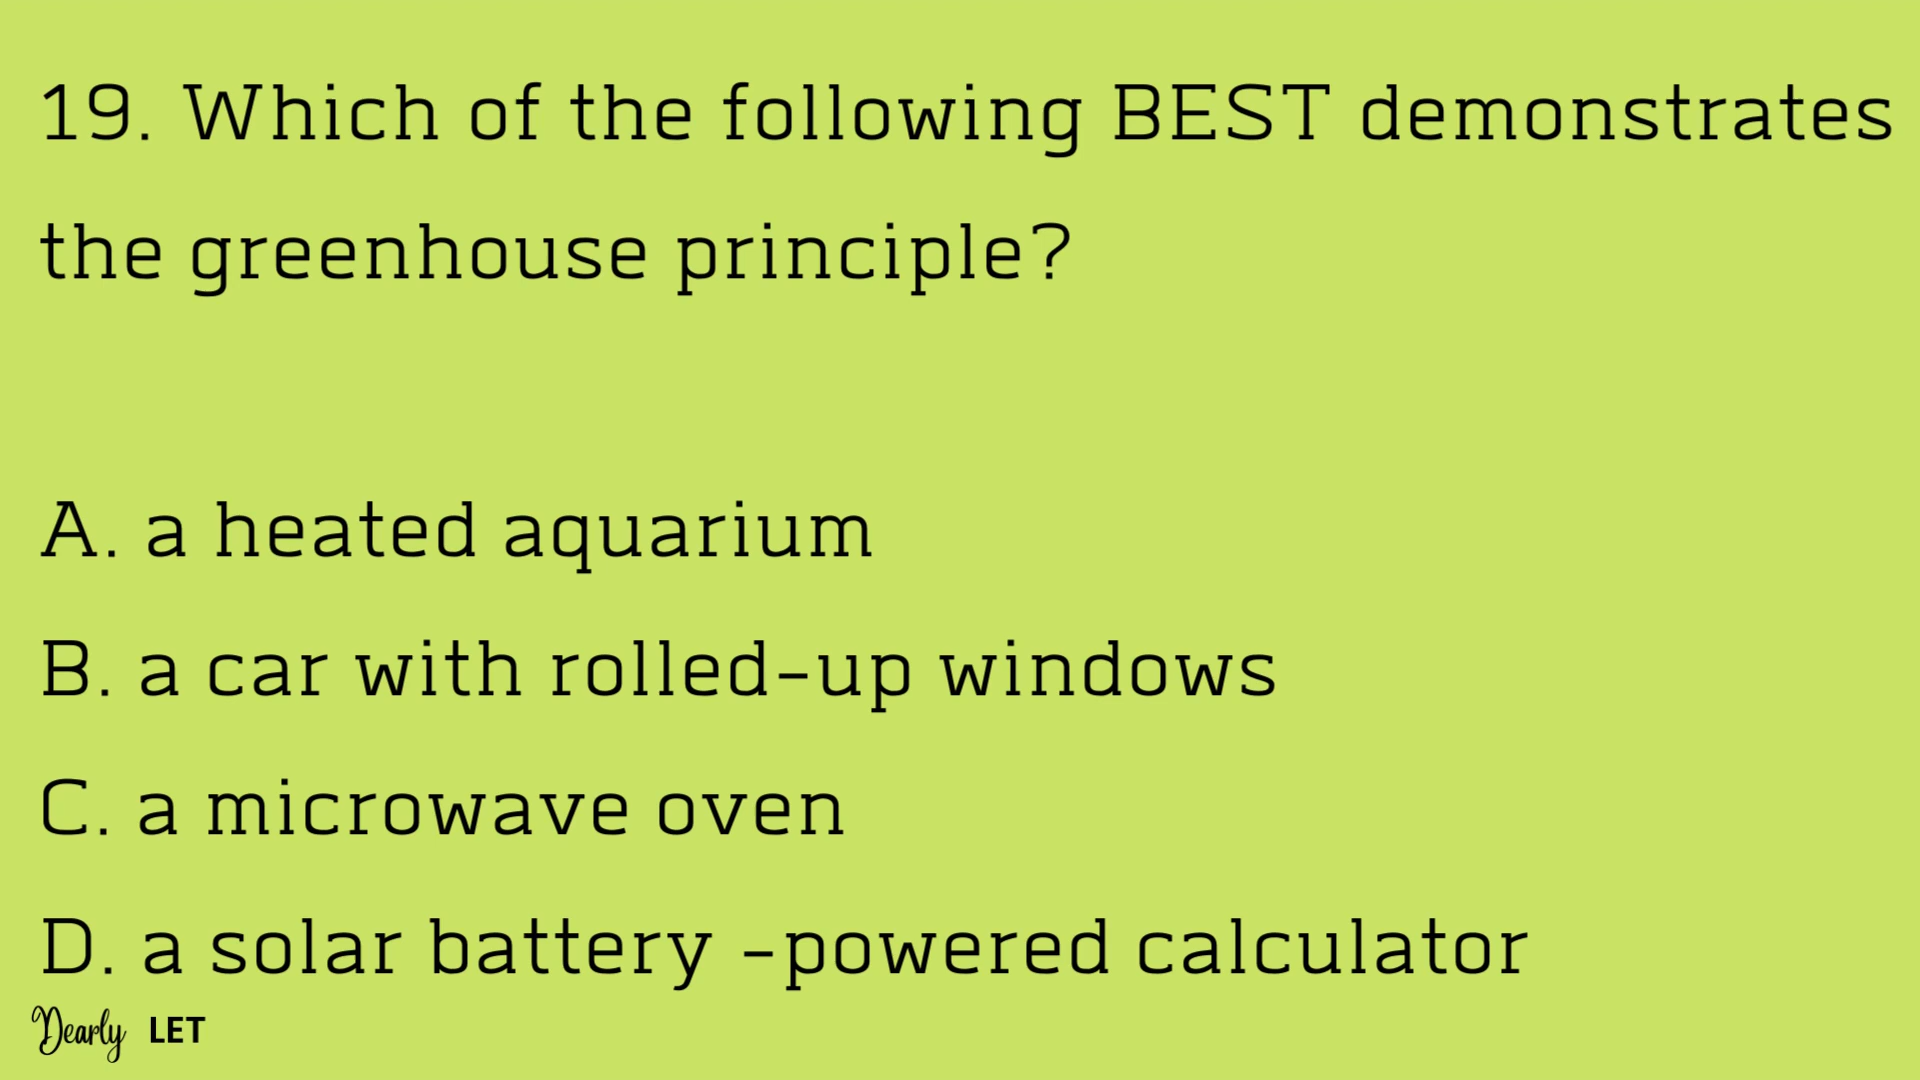 19. Which of the following BEST demonstrates
the greenhouse principle?
A. a heated aquarium
B. a car with rolled-up windows
C. a microwave oven
D. a solar battery -powered calculator
Dearly LET